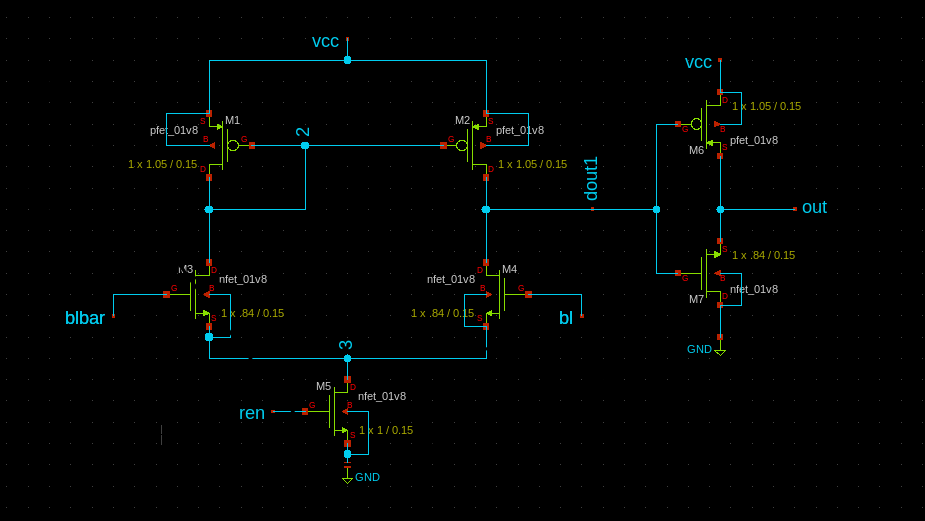 vcc
vcc
S
M1
M2
S
D
1 x 1.05 / 0.15
pfet_01v8
B
G
2
G
B
pfet_01v8
G
B
M6
pfet_01v8
1 x 1.05 / 0.15
D
D
1 x 1.05 / 0.15
S
dout1
out
M3
D
nfet_01v8
nfet_01v8
D
M4
S
1 x .84 / 0.15
G
B
B
G
G
B
M7
nfet_01v8
blbar
S
1 x .84 / 0.15
1 x .84 / 0.15
S
bl
D
3
GND
M5
D
nfet_01v8
ren
G
B
S
1 x 1 / 0.15
GND